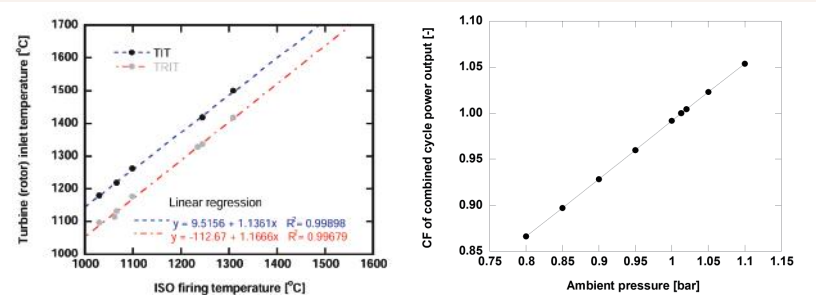 1700
1600
1500
1400
1300
1200
1100
1000
Turbine (rotor) inlet temperature [°C]
TIT
TRIT
Linear regression
y = 9.5156 + 1.1361x R²= 0.99898
y = -112.67 + 1.1666x R²= 0.99679
1000 1100 1200 1300 1400 1500 1600
ISO firing temperature [°C]
1.10
1.05
1.00
0.95
0.90
0.85
CF of combined cycle power output [-]
0.75 0.8 0.85 0.9 0.95 1 1.05 1.1 1.15
Ambient pressure [bar]